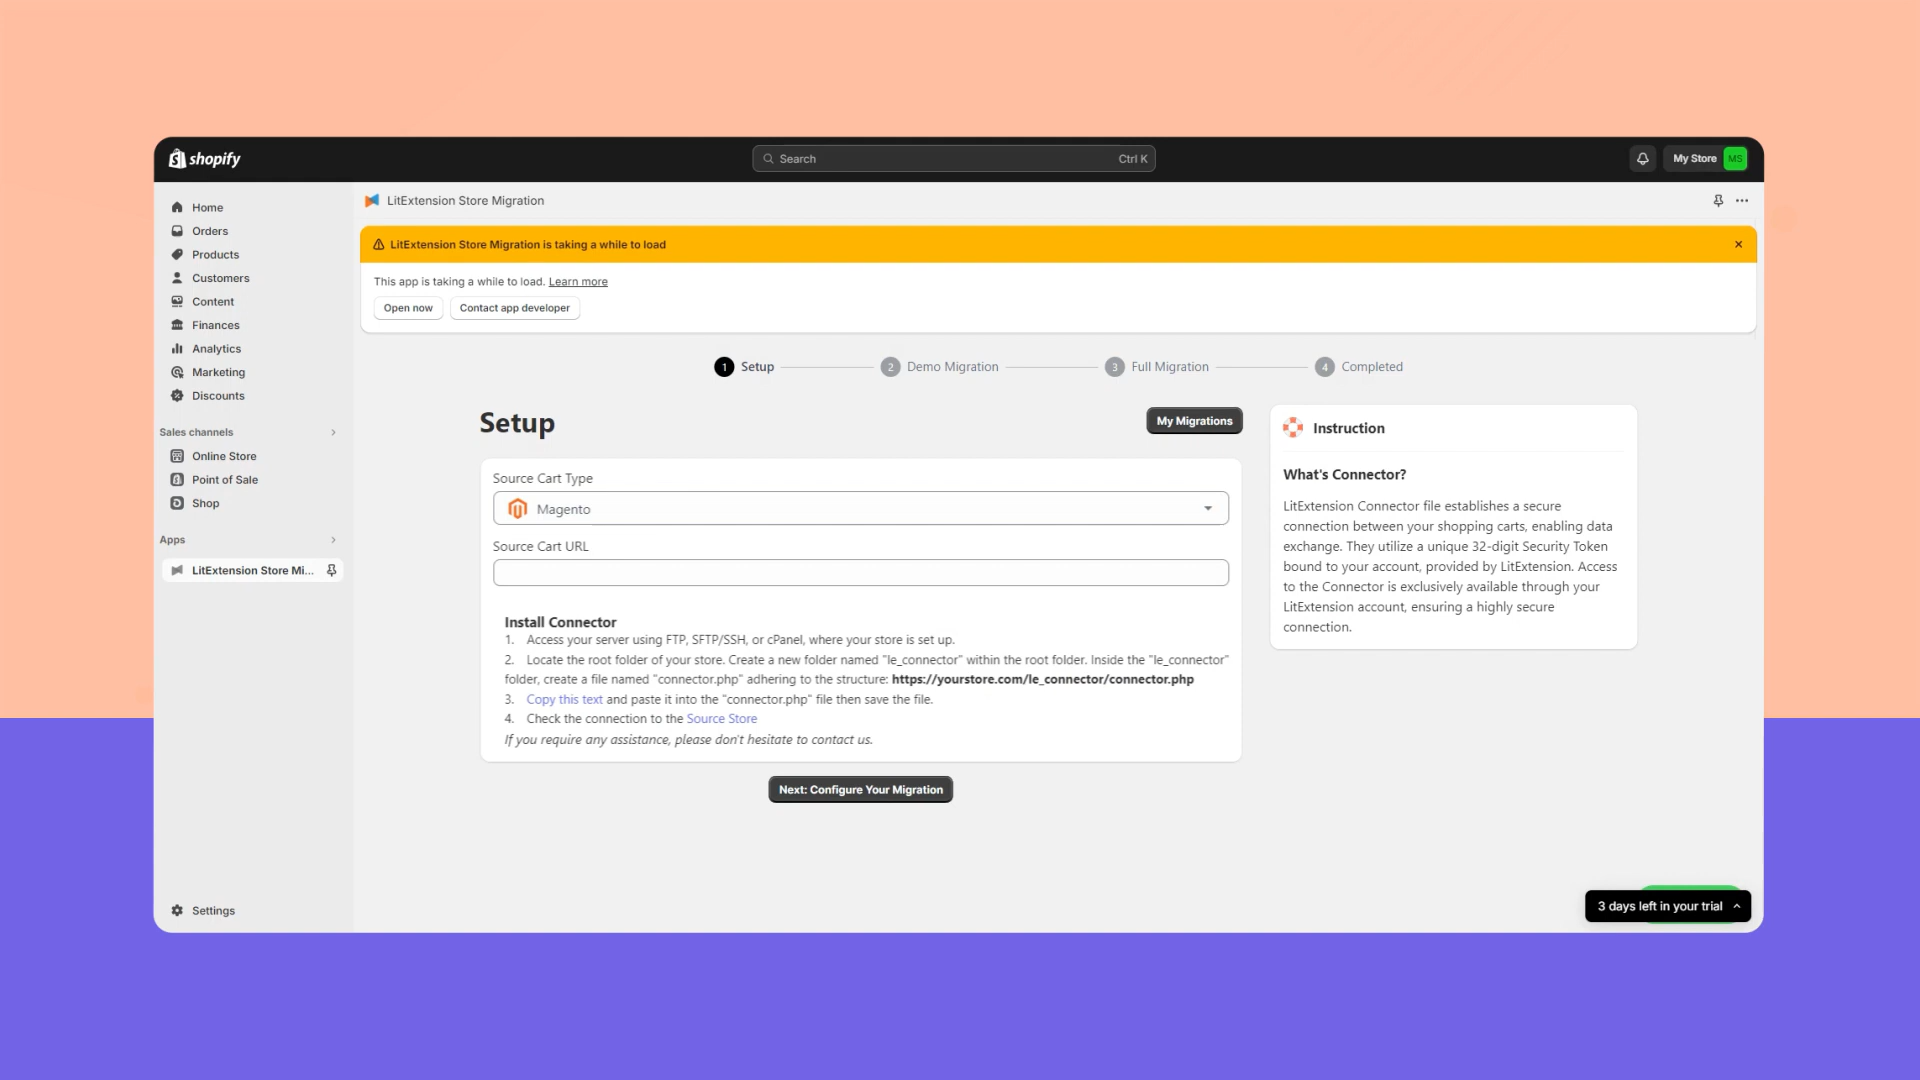 shopify
Search
Ctrl K
My Store
MS
Home
Orders
Products
Customers
Content
Finances
Analytics
Marketing
Discounts
Sales channels
Online Store
Point of Sale
Shop
Apps
LitExtension Store Mi...
Settings
LitExtension Store Migration
LitExtension Store Migration is taking a while to load
This app is taking a while to load. Learn more
Open now
Contact app developer
1 Setup
2 Demo Migration
3 Full Migration
4 Completed
Setup
My Migrations
Source Cart Type
Magento
Source Cart URL
Install Connector
1. Access your server using FTP, SFTP/SSH, or cPanel, where your store is set up.
2. Locate the root folder of your store. Create a new folder named "le_connector" within the root folder. Inside the "le_connector"
folder, create a file named "connector.php" adhering to the structure: https://yourstore.com/le_connector/connector.php
3. Copy this text and paste it into the "connector.php" file then save the file.
4. Check the connection to the Source Store
If you require any assistance, please don't hesitate to contact us.
Next: Configure Your Migration
Instruction
What's Connector?
LitExtension Connector file establishes a secure
connection between your shopping carts, enabling data
exchange. They utilize a unique 32-digit Security Token
bound to your account, provided by LitExtension. Access
to the Connector is exclusively available through your
LitExtension account, ensuring a highly secure
connection.
3 days left in your trial